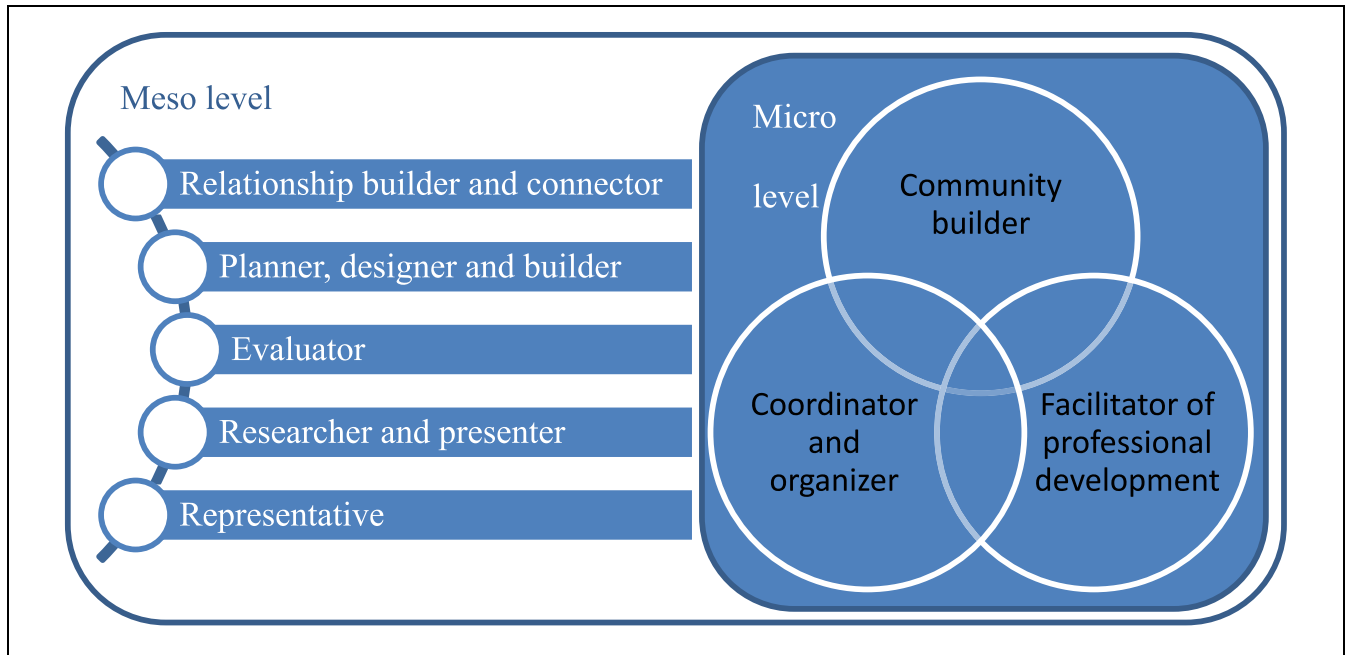 Meso level
Relationship builder and connector
Planner, designer and builder
Evaluator
Researcher and presenter
Representative
Micro
level
Community
builder
Coordinator
and
organizer
Facilitator of
professional
development